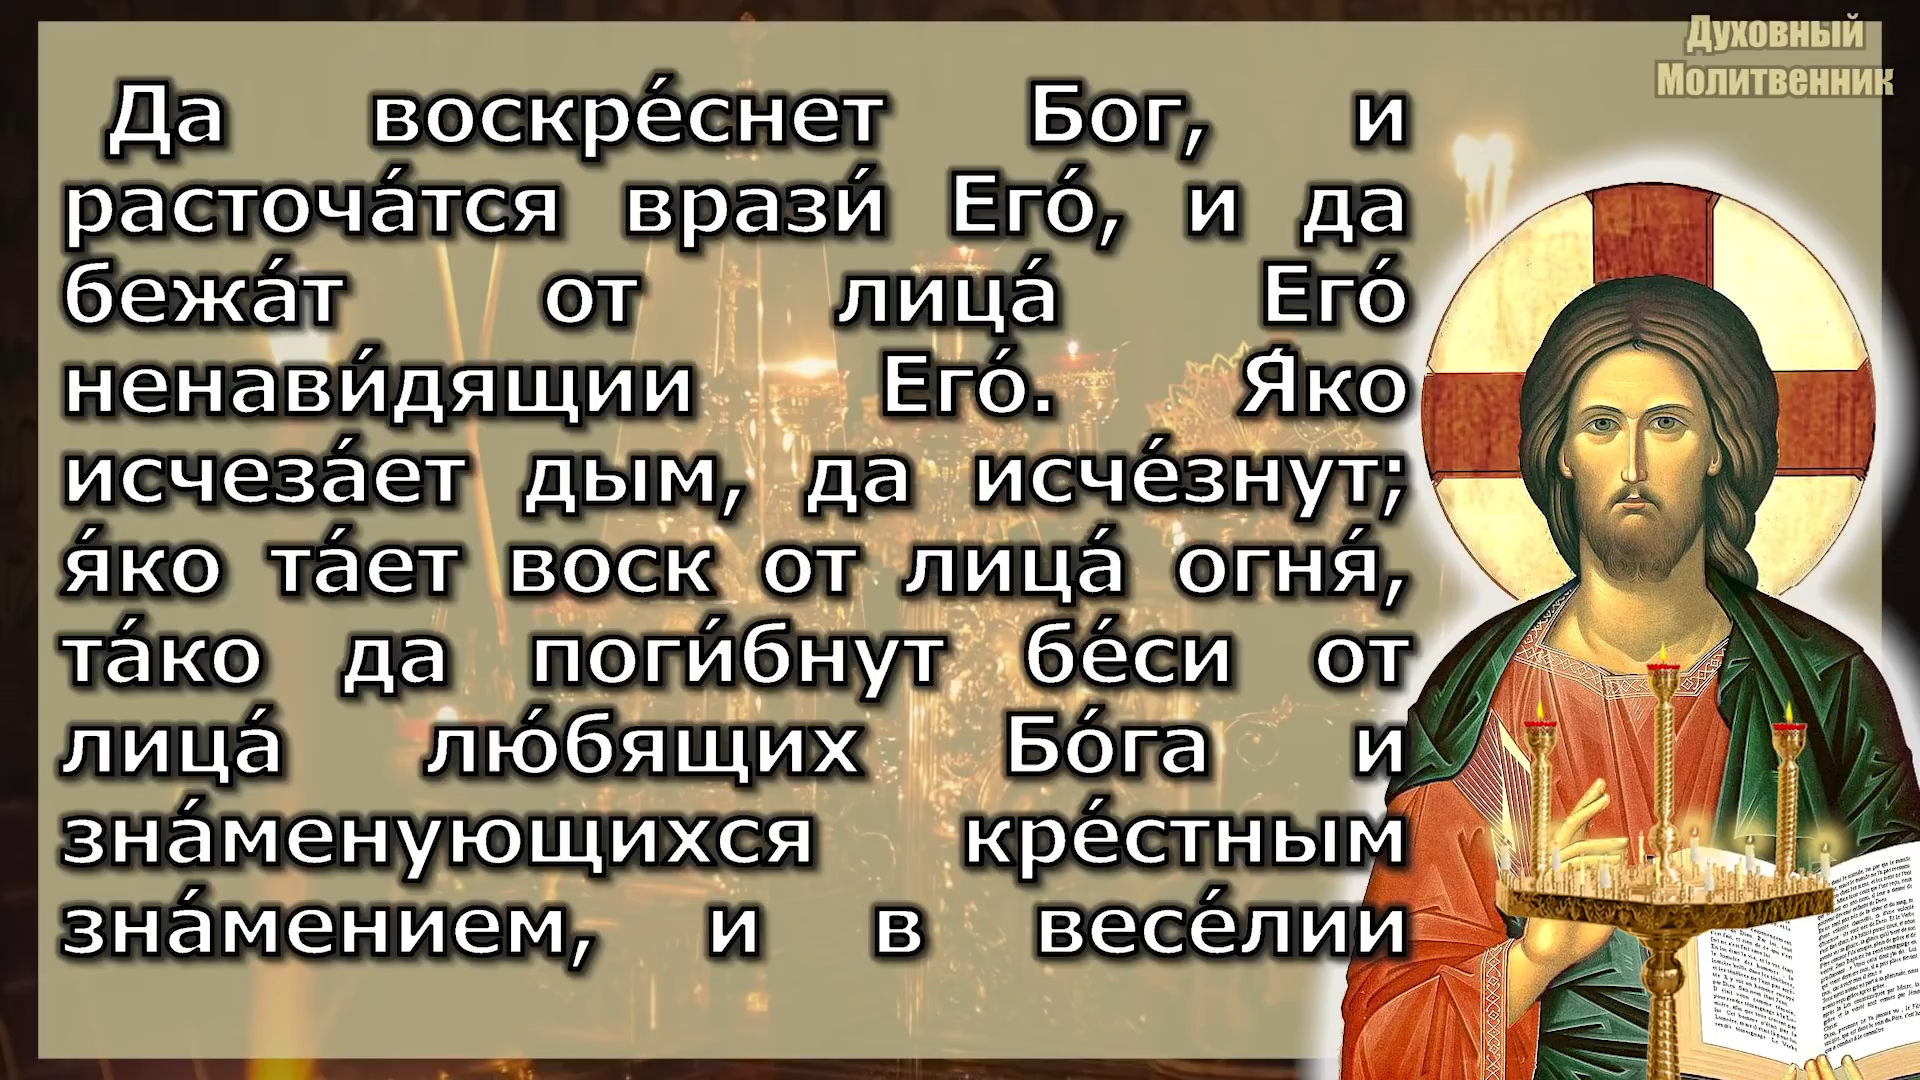 Духовный
Молитвенник
Да воскре́снет Бог, и
расточа́тся врази́ Его́, и да
бежа́т от лица́ Его́
ненави́дящии Его́. Я́ко
исчеза́ет дым, да исче́знут;
я́ко та́ет воск от лица́ огня́,
та́ко да поги́бнут бе́си от
лица́ лю́бящих Бо́га и
зна́менующихся кре́стным
зна́мением, и в весе́лии